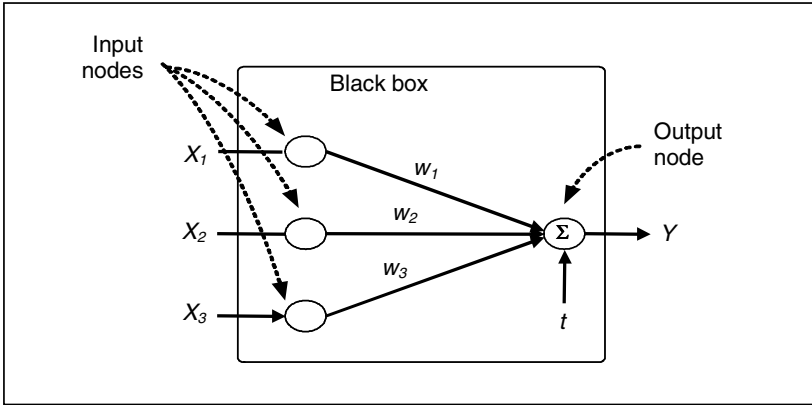 Input
nodes
Black box
Output
node
X₁
w₁
X₂
w₂
Σ
Y
w₃
X₃
t